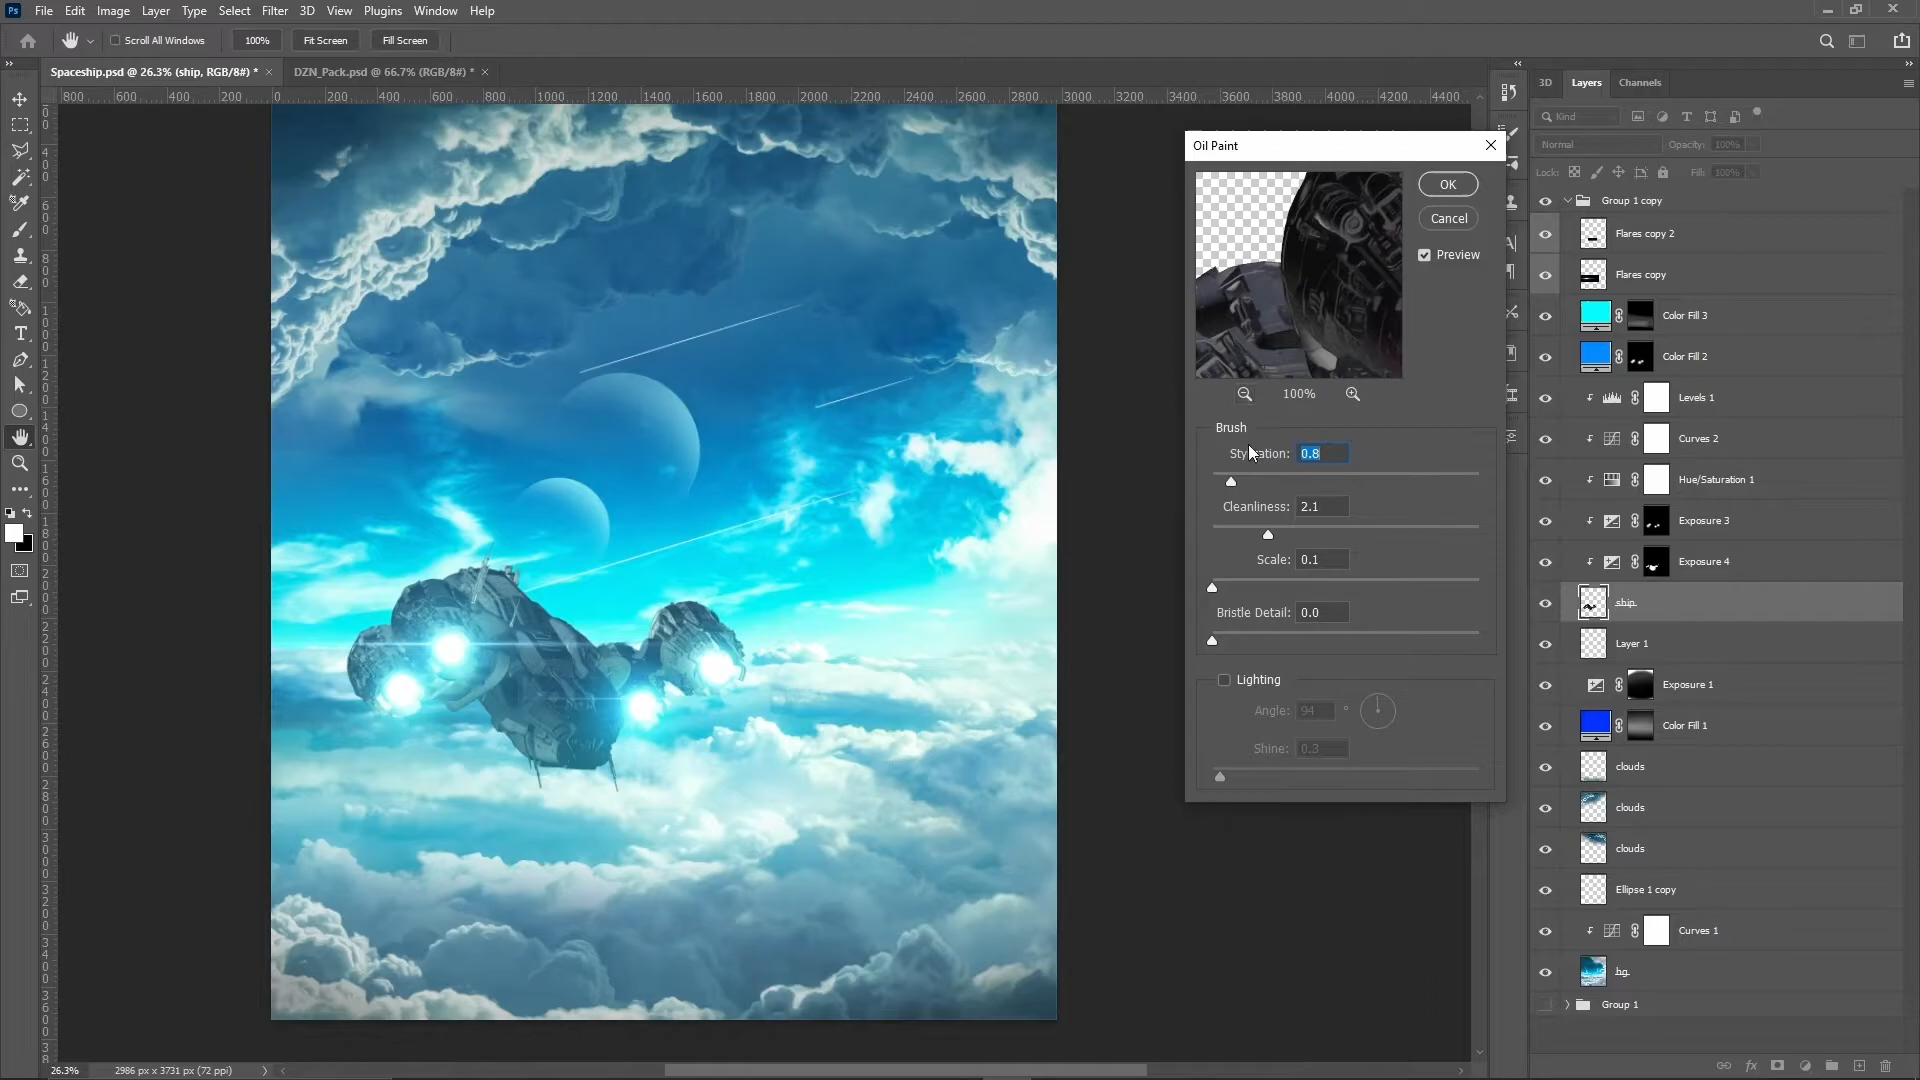 Ps File Edit Image Layer Type Select Filter 3D View Plugins Window Help
Scroll All Windows 100% Fit Screen Fill Screen
Spaceship.psd @ 26.3% (ship, RGB/8#) * × DZN_Pack.psd @ 66.7% (RGB/8#) * ×
800 600 400 200 0 200 400 600 800 1000 1200 1400 1600 1800 2000 2200 2400 2600 2800 3000 3200 3400 3600 3800 4000 4200 4400
3D Layers Channels
Kind
Normal Opacity: 100%
Lock: Fill: 100%
Group 1 copy
Flares copy 2
Flares copy
Color Fill 3
Color Fill 2
Levels 1
Curves 2
Hue/Saturation 1
Exposure 3
Exposure 4
ship
Layer 1
Exposure 1
Color Fill 1
clouds
clouds
clouds
Ellipse 1 copy
Curves 1
bg
Group 1
Oil Paint
OK
Cancel
Preview
100%
Brush
0.8
Cleanliness: 2.1
Scale: 0.1
Bristle Detail: 0.0
Lighting
Angle: 94 °
Shine: 0.3
26.3% 2986 px x 3731 px (72 ppi)